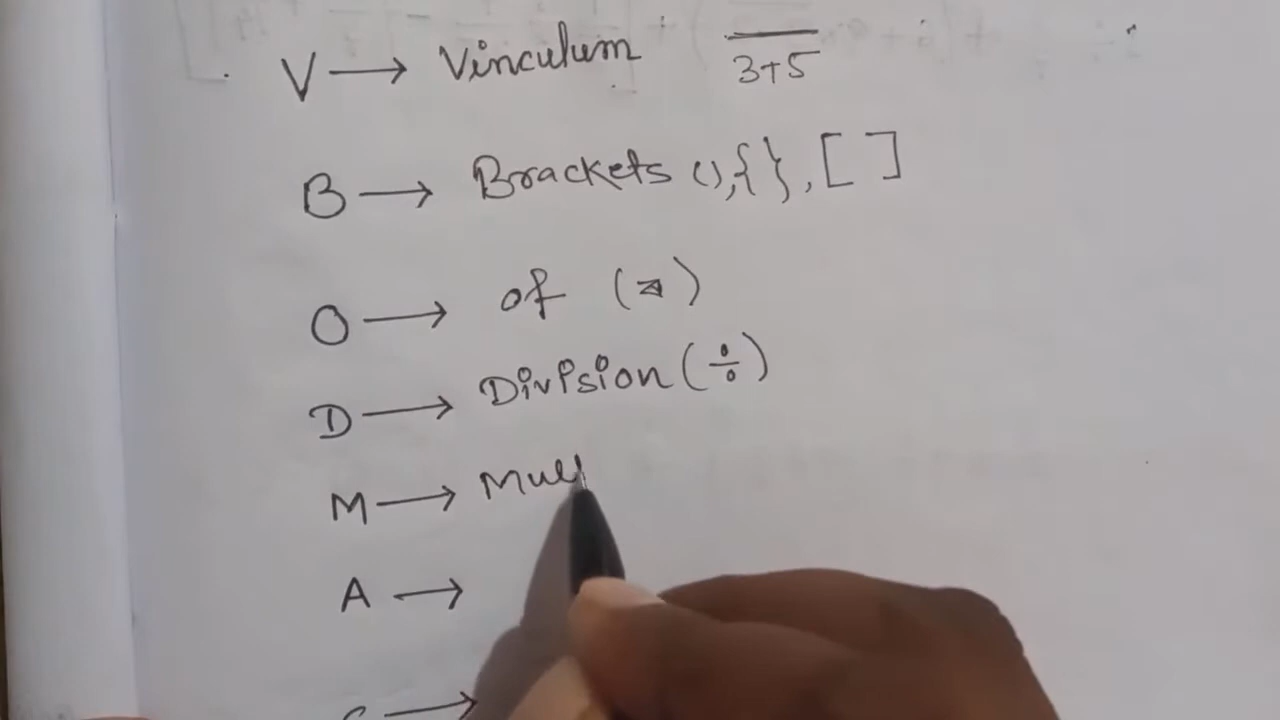 V → Vinculum 3+5
B → Brackets (), { }, [ ]
O → of ( )
D → Division (÷)
M → Mul
A →
S →